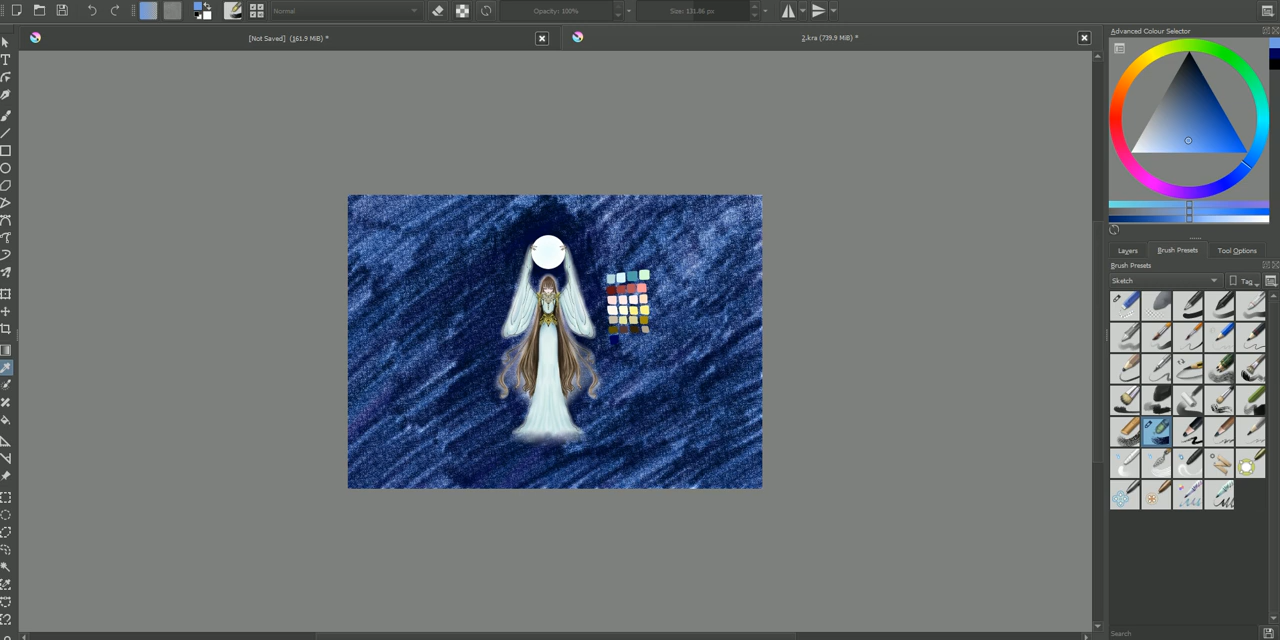 Normal
Opacity: 100%
Size: 131.86 px
[Not Saved] (161.9 MiB) *
2.kra (739.9 MiB) *
Advanced Colour Selector
Layers
Brush Presets
Tool Options
Brush Presets
Sketch
Tag
Search